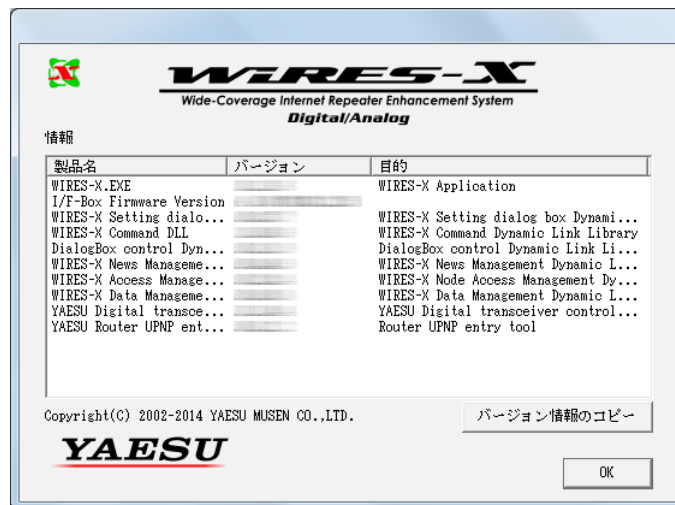 WIRES-X
Wide-Coverage Internet Repeater Enhancement System
Digital/Analog
情報
製品名 バージョン 目的
WIRES-X.EXE WIRES-X Application
I/F-Box Firmware Version
WIRES-X Setting dialo... WIRES-X Setting dialog box Dynami...
WIRES-X Command DLL WIRES-X Command Dynamic Link Library
DialogBox control Dyn... DialogBox control Dynamic Link Li...
WIRES-X News Manageme... WIRES-X News Management Dynamic L...
WIRES-X Access Manage... WIRES-X Node Access Management Dy...
WIRES-X Data Manageme... WIRES-X Data Management Dynamic L...
YAESU Digital transce... YAESU Digital transceiver control...
YAESU Router UPNP ent... Router UPNP entry tool
Copyright(C) 2002-2014 YAESU MUSEN CO.,LTD.
バージョン情報のコピー
YAESU
OK